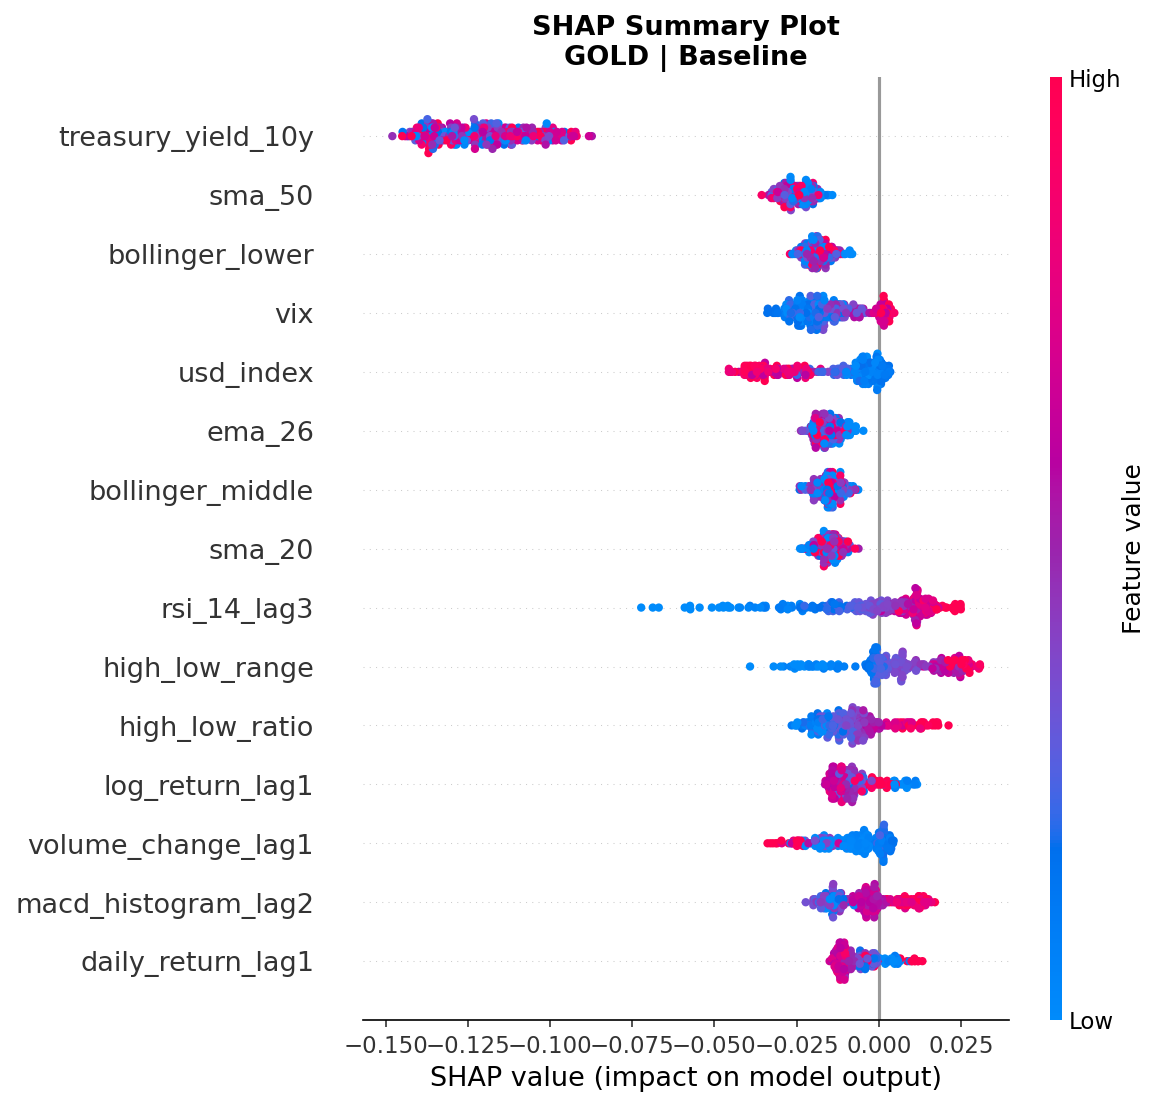 SHAP Summary Plot
GOLD | Baseline
High
treasury_yield_10y
sma_50
bollinger_lower
vix
usd_index
ema_26
bollinger_middle
sma_20
rsi_14_lag3
high_low_range
high_low_ratio
log_return_lag1
volume_change_lag1
macd_histogram_lag2
daily_return_lag1
Feature value
Low
−0.150 −0.125 −0.100 −0.075 −0.050 −0.025 0.000 0.025
SHAP value (impact on model output)